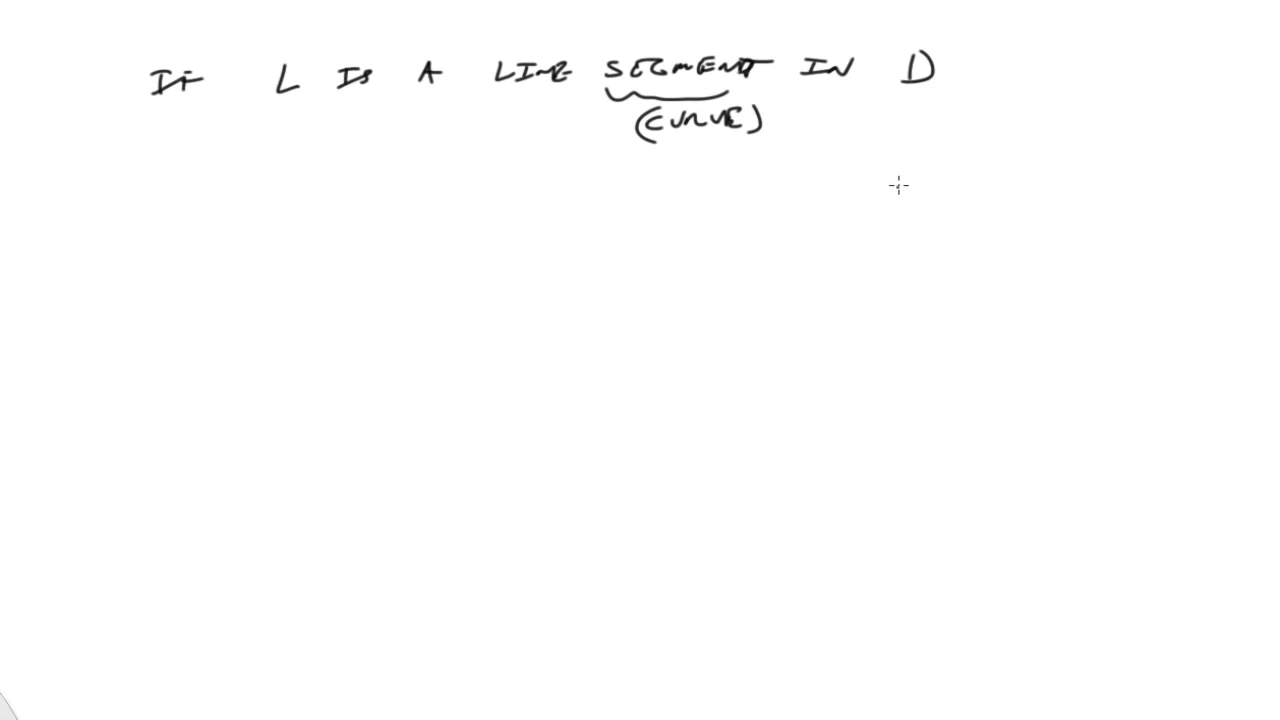 IF L IS A LINE SEGMENT IN D
(CURVE)